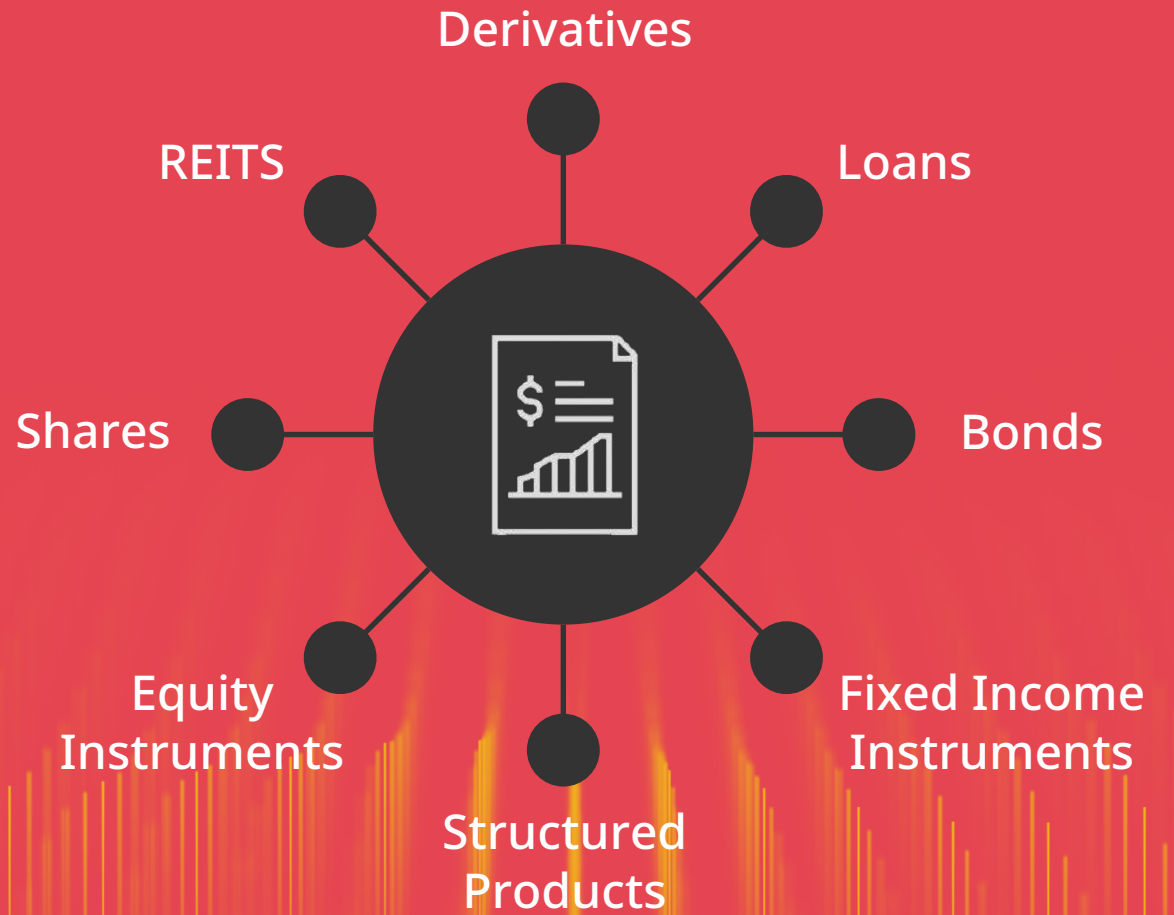 Derivatives
REITS
Loans
Shares
$
Bonds
Equity
Instruments
Fixed Income
Instruments
Structured
Products